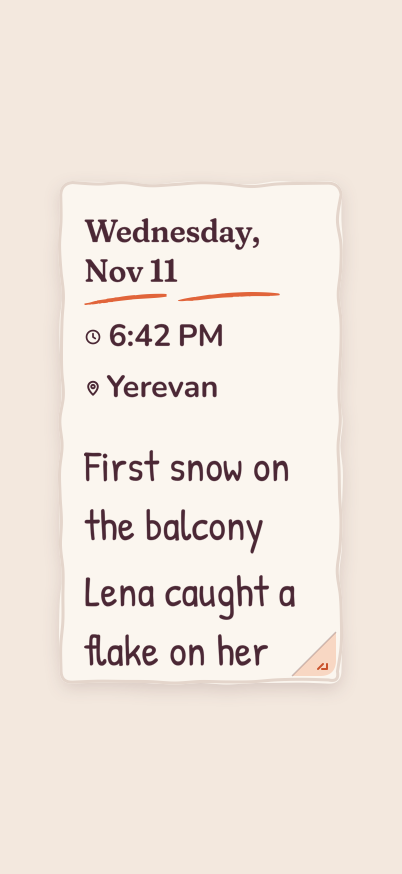 Wednesday,
Nov 11
6:42 PM
Yerevan
First snow on
the balcony
Lena caught a
flake on her